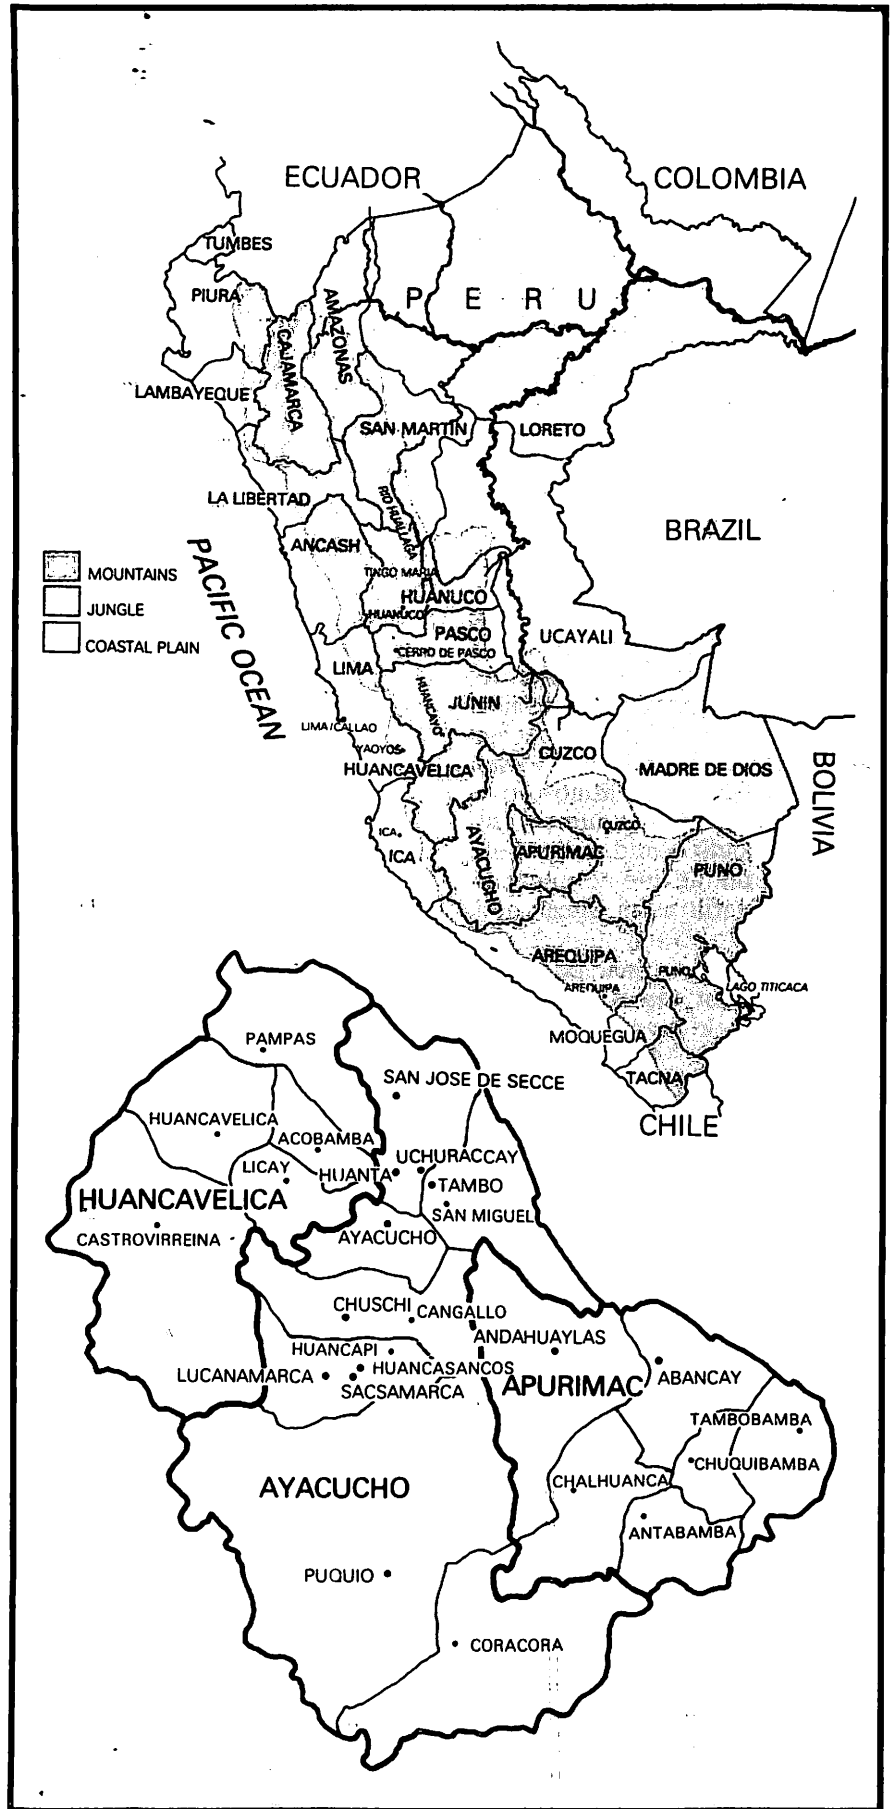 ECUADOR
COLOMBIA
TUMBES
PIURA
PERU
AMAZONAS
CAJAMARCA
LAMBAYEQUE
SAN MARTIN
LORETO
LA LIBERTAD
RIO HUALLAGA
BRAZIL
ANCASH
PACIFIC OCEAN
TINGO MARIA
MOUNTAINS
JUNGLE
COASTAL PLAIN
HUANUCO
HUANUCO
PASCO
UCAYALI
CERRO DE PASCO
LIMA
HUANCAYO
JUNIN
LIMA/CALLAO
YAOYOS
CUZCO
HUANCAVELICA
MADRE DE DIOS
BOLIVIA
CUZCO
ICA
ICA
AYACUCHO
APURIMAC
PUNO
AREQUIPA
PUNO
AREQUIPA
LAGO TITICACA
MOQUEGUA
TACNA
CHILE
PAMPAS
SAN JOSE DE SECCE
HUANCAVELICA
ACOBAMBA
UCHURACCAY
LICAY
HUANTA
TAMBO
HUANCAVELICA
SAN MIGUEL
CASTROVIRREINA
AYACUCHO
CHUSCHI
CANGALLO
ANDAHUAYLAS
HUANCAPI
LUCANAMARCA
HUANCASANCOS
SACSAMARCA
APURIMAC
ABANCAY
TAMBOBAMBA
CHUQUIBAMBA
CHALHUANCA
AYACUCHO
ANTABAMBA
PUQUIO
CORACORA